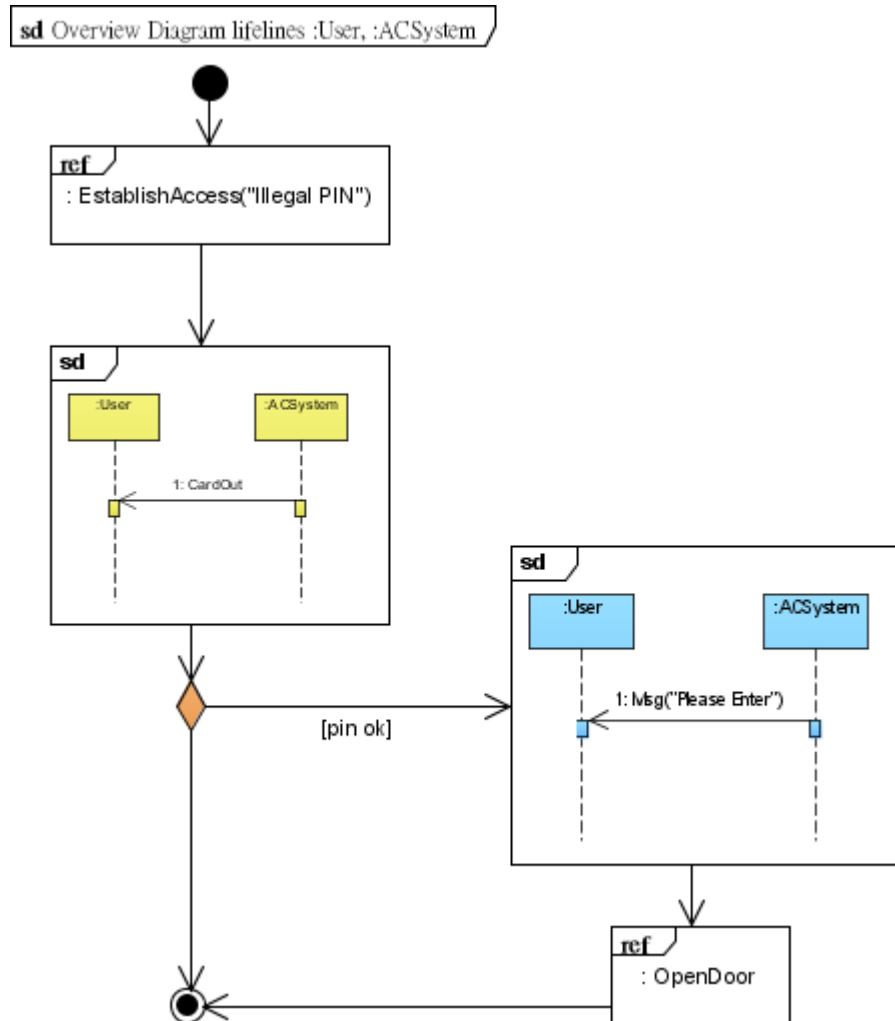 sd Overview Diagram lifelines :User, :ACSystem
ref
: EstablishAccess("Illegal PIN")
sd
:User
:ACSystem
1: CardOut
sd
:User
:ACSystem
1: Msg("Please Enter")
[pin ok]
ref
: OpenDoor